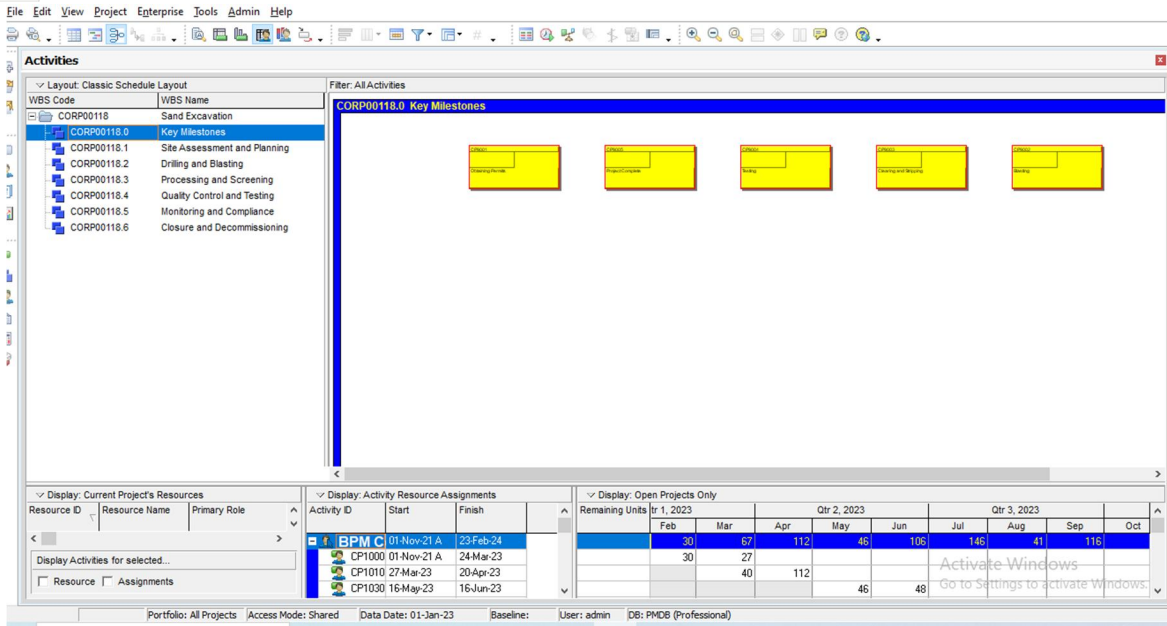 File Edit View Project Enterprise Tools Admin Help
Activities
Layout: Classic Schedule Layout
Filter: All Activities
WBS Code WBS Name
CORP00118 Sand Excavation
CORP00118.0 Key Milestones
CORP00118.1 Site Assessment and Planning
CORP00118.2 Drilling and Blasting
CORP00118.3 Processing and Screening
CORP00118.4 Quality Control and Testing
CORP00118.5 Monitoring and Compliance
CORP00118.6 Closure and Decommissioning
CORP00118.0 Key Milestones
Obtaining Permits
Project Complete
Testing
Clearing and Stripping
Blasting
Display: Current Project's Resources
Resource ID Resource Name Primary Role
Display Activities for selected...
Resource Assignments
Display: Activity Resource Assignments
Activity ID Start Finish
BPM C 01-Nov-21 A 23-Feb-24
CP1000 01-Nov-21 A 24-Mar-23
CP1010 27-Mar-23 20-Apr-23
CP1030 16-May-23 16-Jun-23
Display: Open Projects Only
Remaining Units tr 1, 2023 Qtr 2, 2023 Qtr 3, 2023
Feb Mar Apr May Jun Jul Aug Sep Oct
30 67 112 46 106 146 41 116
30 27
40 112
46 48
Activate Windows
Go to Settings to activate Windows.
Portfolio: All Projects Access Mode: Shared Data Date: 01-Jan-23 Baseline: User: admin DB: PMDB (Professional)